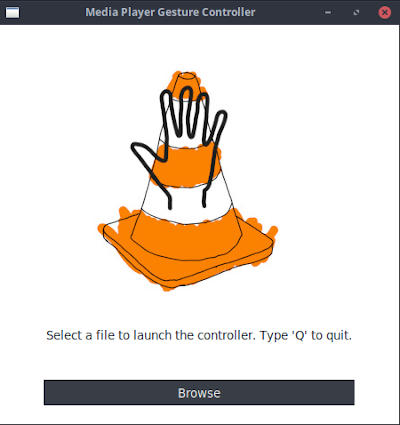 Media Player Gesture Controller
Select a file to launch the controller. Type 'Q' to quit.
Browse